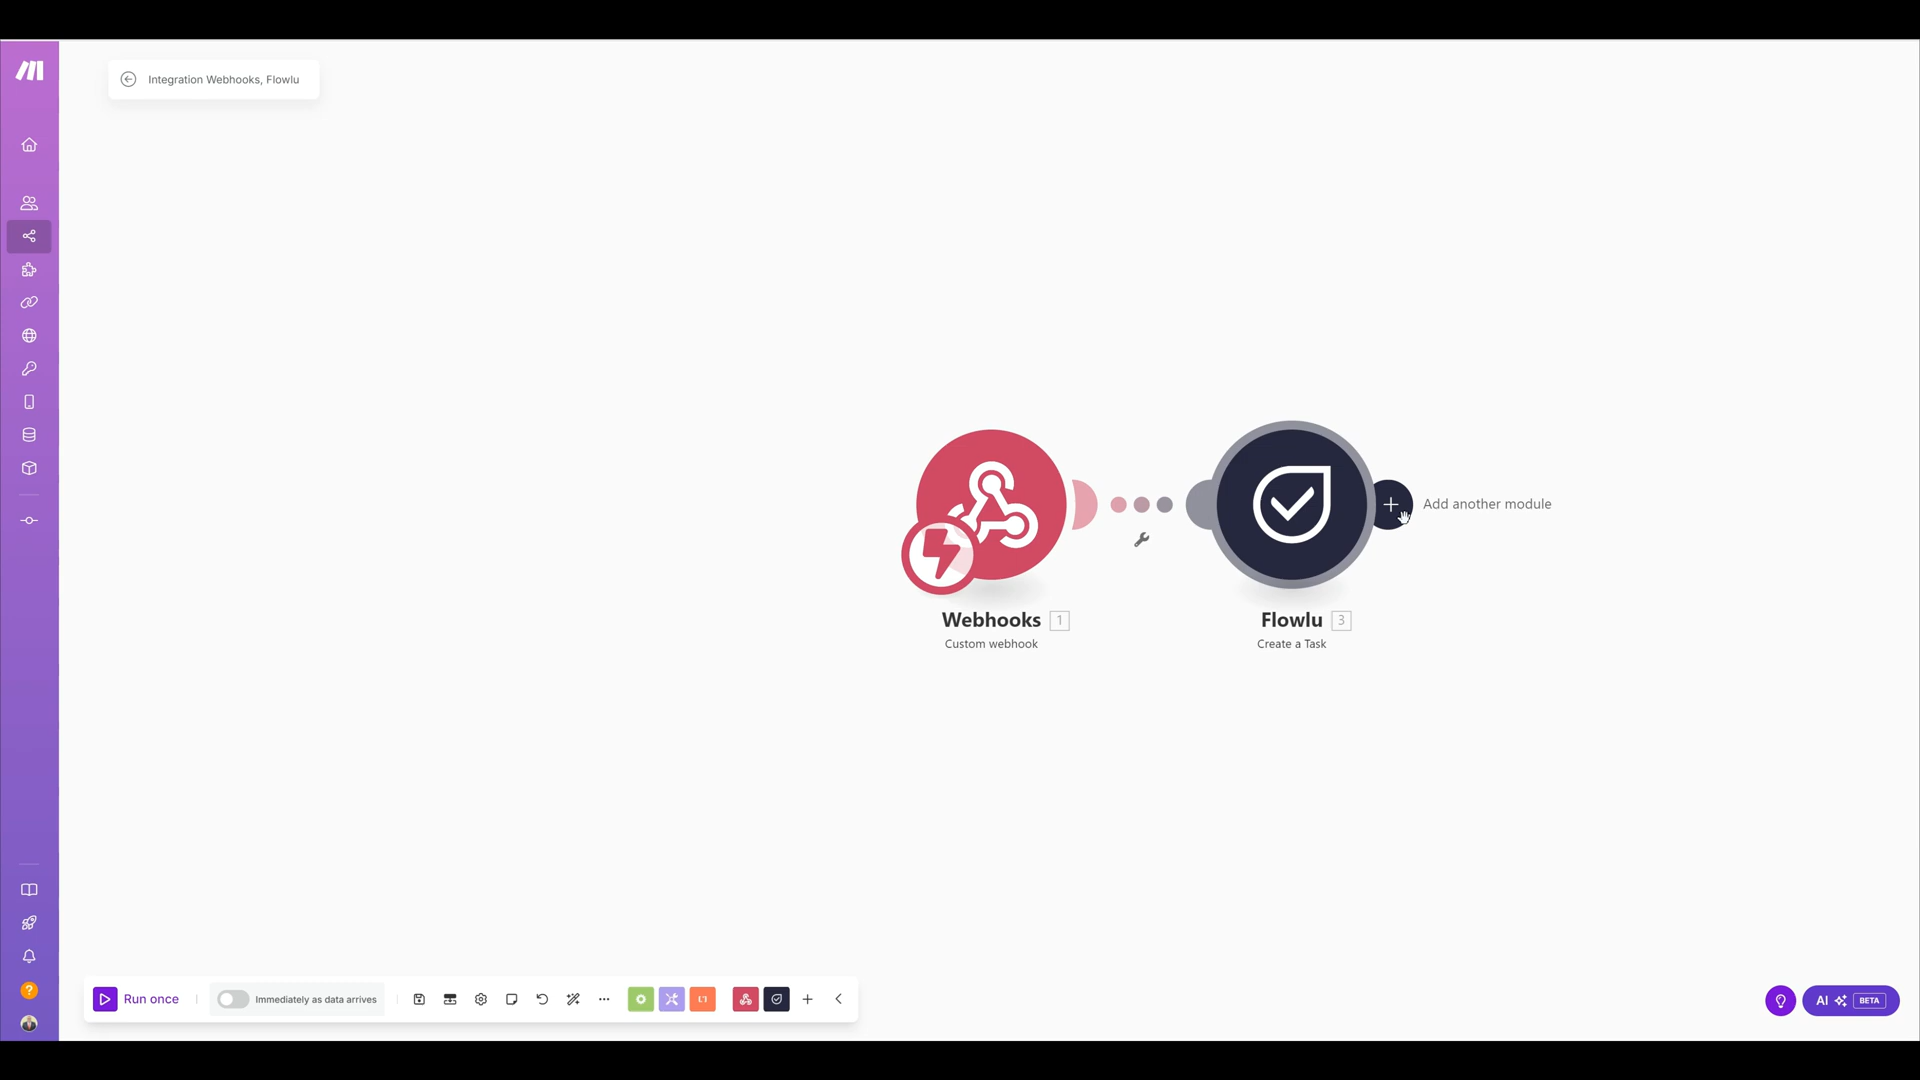 Integration Webhooks, Flowlu
Add another module
Webhooks 1
Custom webhook
Flowlu 3
Create a Task
Run once
Immediately as data arrives
AI BETA